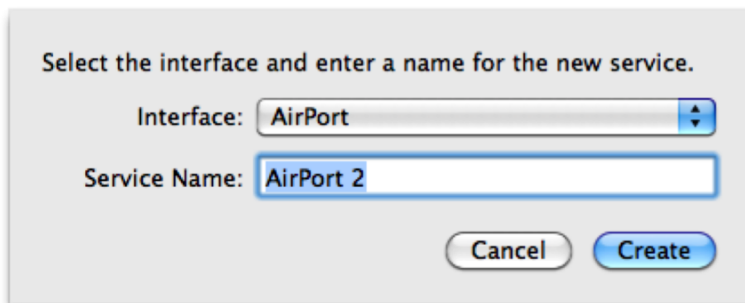 Select the interface and enter a name for the new service.
Interface: AirPort
Service Name: AirPort 2
Cancel Create